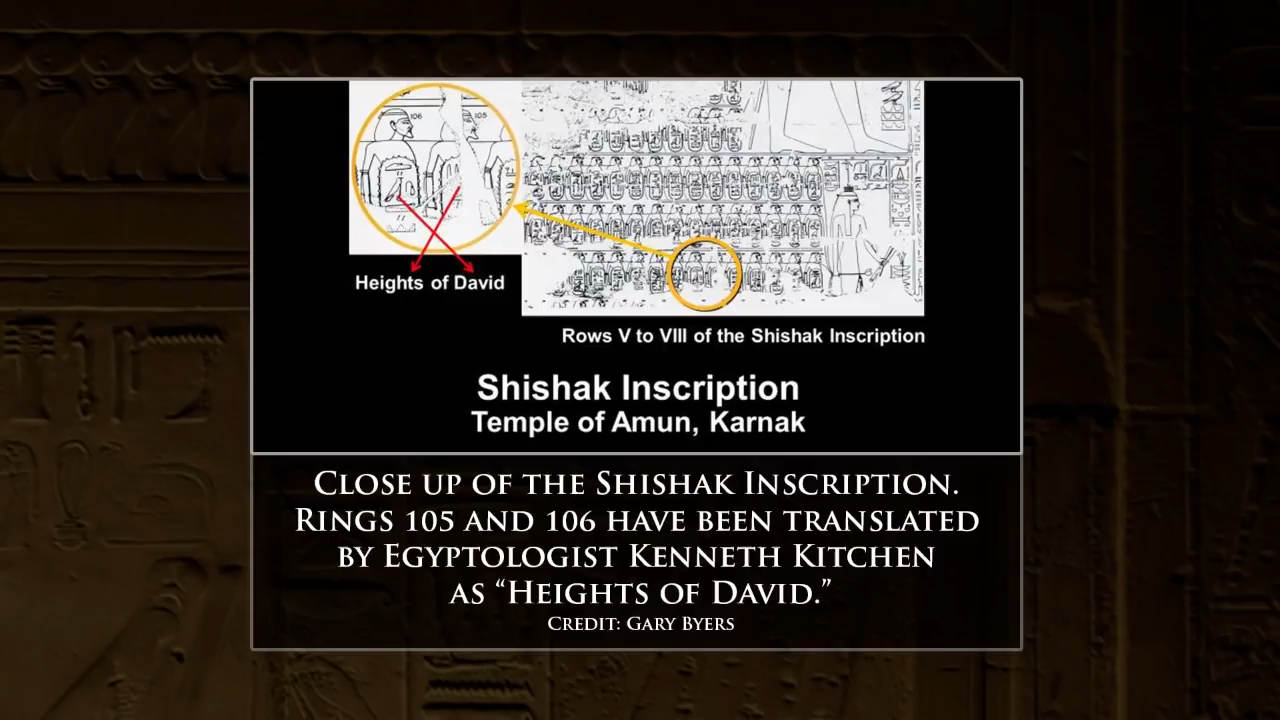 106
105
Heights of David
Rows V to VIII of the Shishak Inscription
Shishak Inscription
Temple of Amun, Karnak
Close up of the Shishak Inscription.
Rings 105 and 106 have been translated
by Egyptologist Kenneth Kitchen
as “Heights of David.”
Credit: Gary Byers